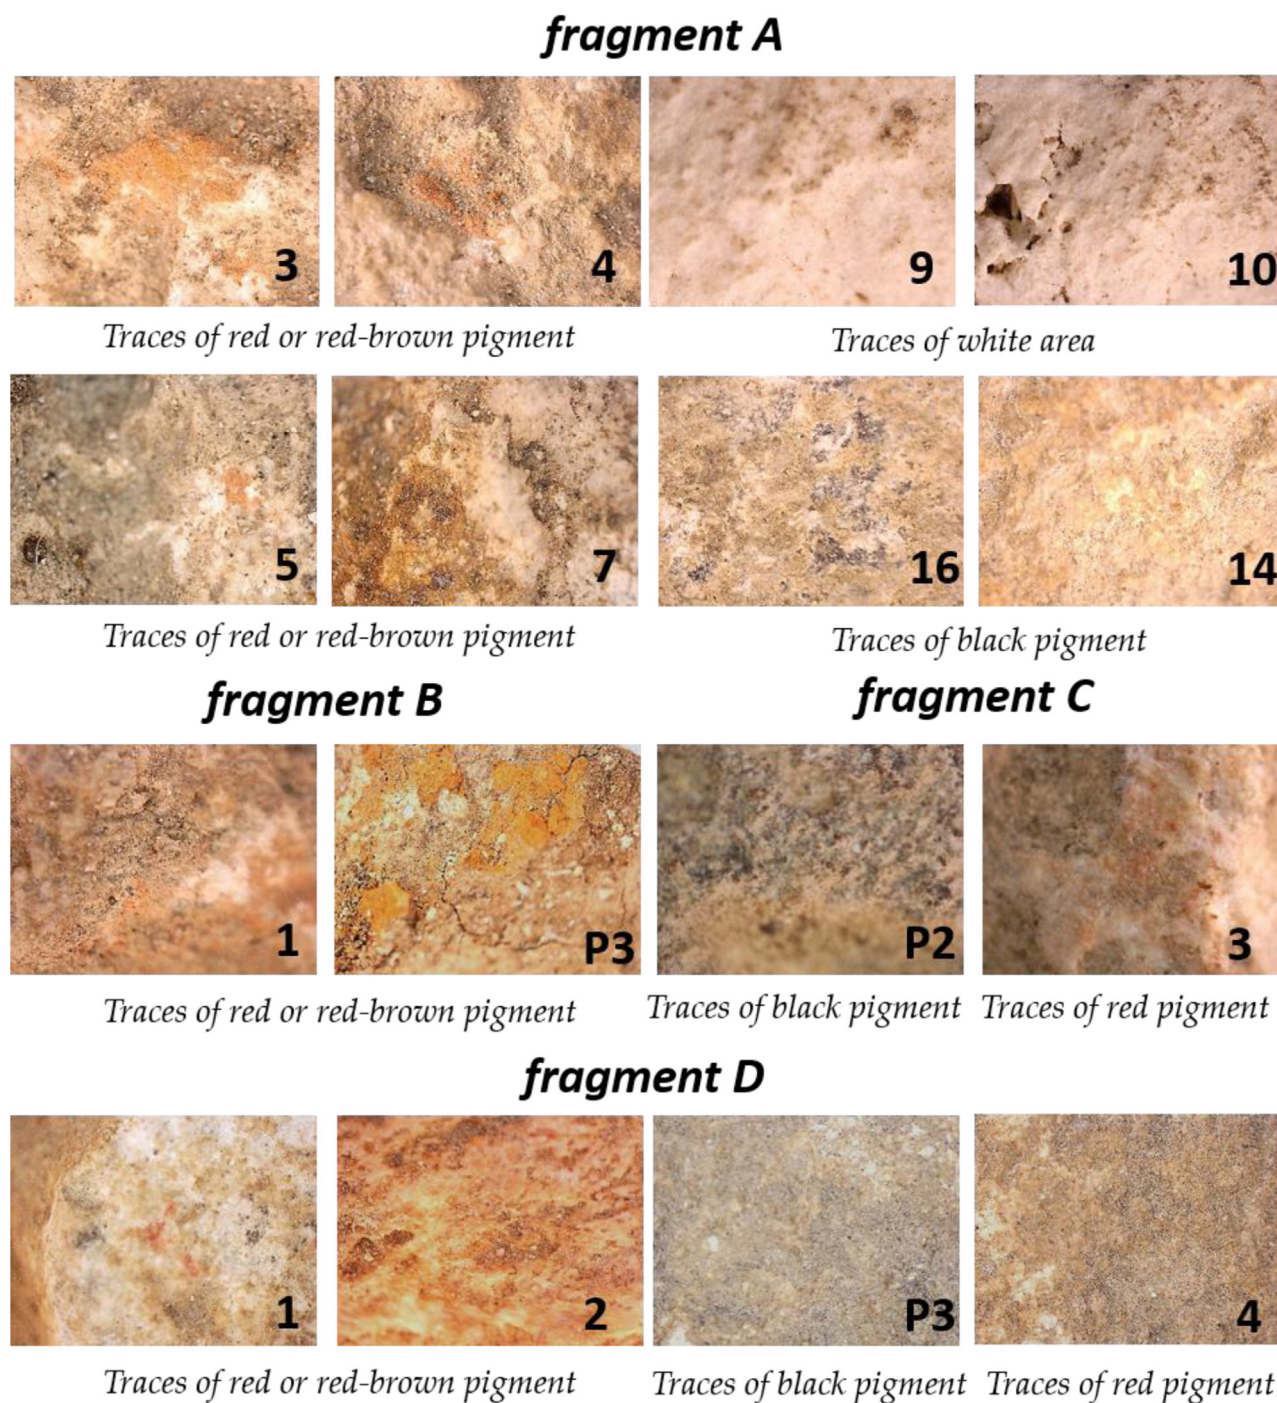 fragment A
3 4 9 10
Traces of red or red-brown pigment Traces of white area
5 7 16 14
Traces of red or red-brown pigment Traces of black pigment
fragment B fragment C
1 P3 P2 3
Traces of red or red-brown pigment Traces of black pigment Traces of red pigment
fragment D
1 2 P3 4
Traces of red or red-brown pigment Traces of black pigment Traces of red pigment